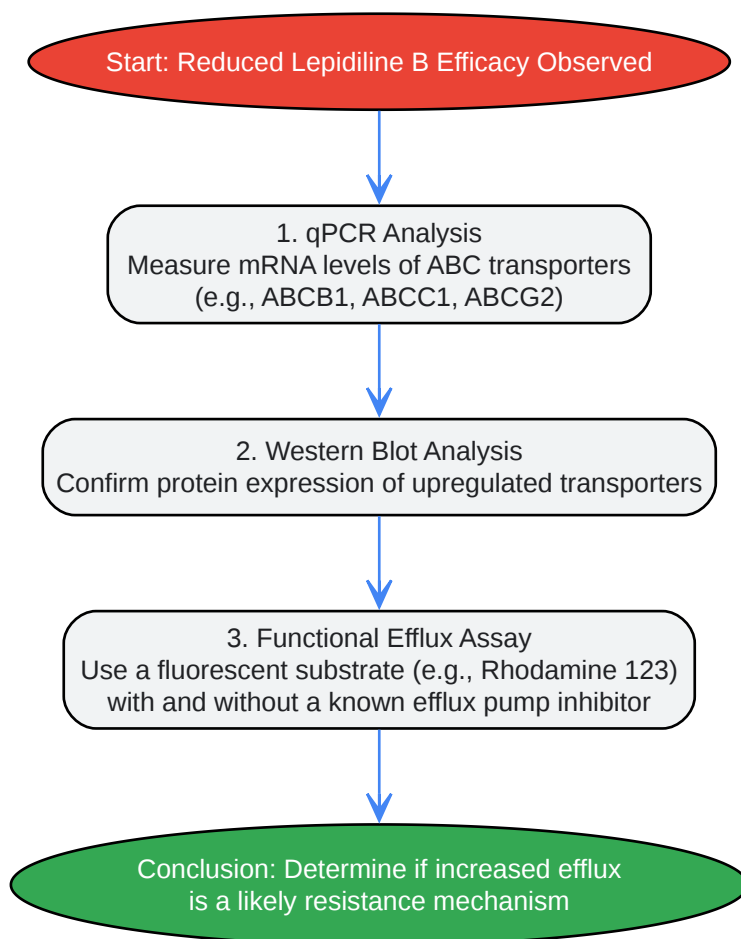 Start: Reduced Lepidiline B Efficacy Observed
1. qPCR Analysis
Measure mRNA levels of ABC transporters
(e.g., ABCB1, ABCC1, ABCG2)
2. Western Blot Analysis
Confirm protein expression of upregulated transporters
3. Functional Efflux Assay
Use a fluorescent substrate (e.g., Rhodamine 123)
with and without a known efflux pump inhibitor
Conclusion: Determine if increased efflux
is a likely resistance mechanism